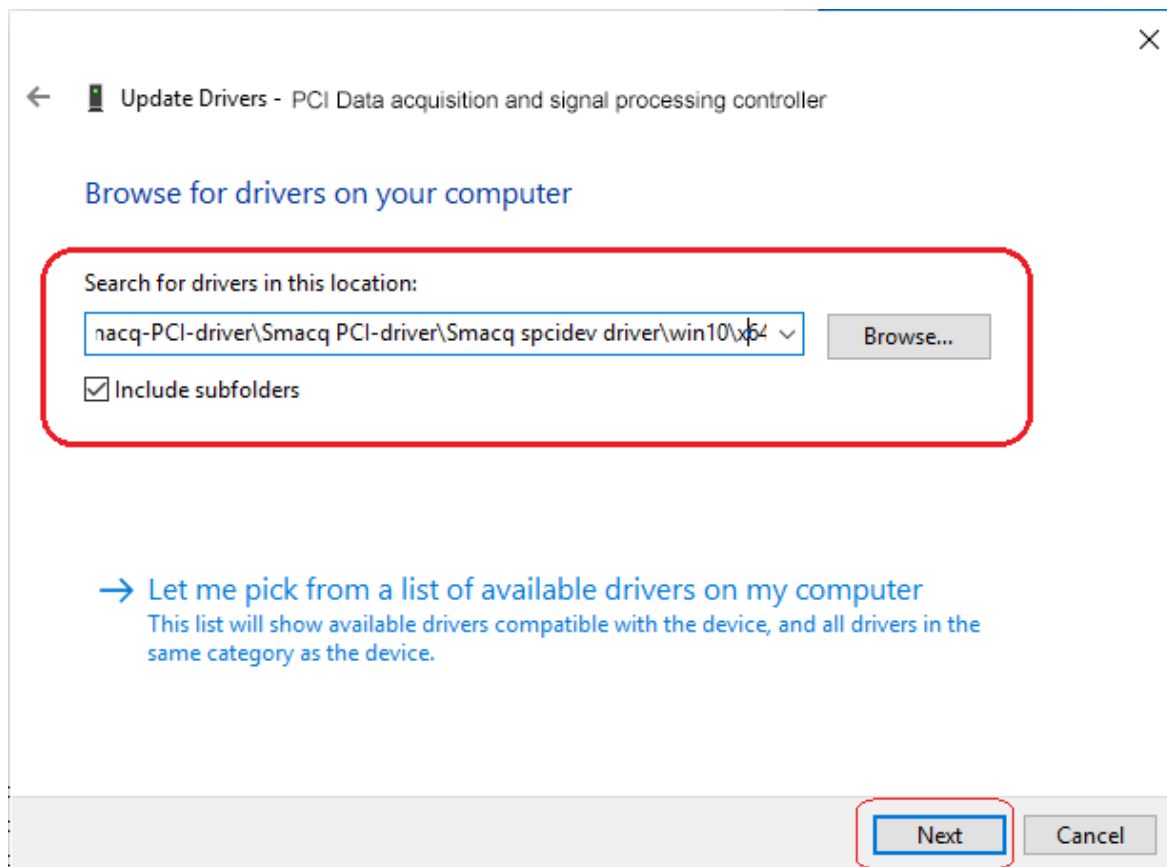 Update Drivers - PCI Data acquisition and signal processing controller
Browse for drivers on your computer
Search for drivers in this location:
macq-PCI-driver\Smacq PCI-driver\Smacq spcidev driver\win10\x64
Browse...
Include subfolders
Let me pick from a list of available drivers on my computer
This list will show available drivers compatible with the device, and all drivers in the
same category as the device.
Next
Cancel